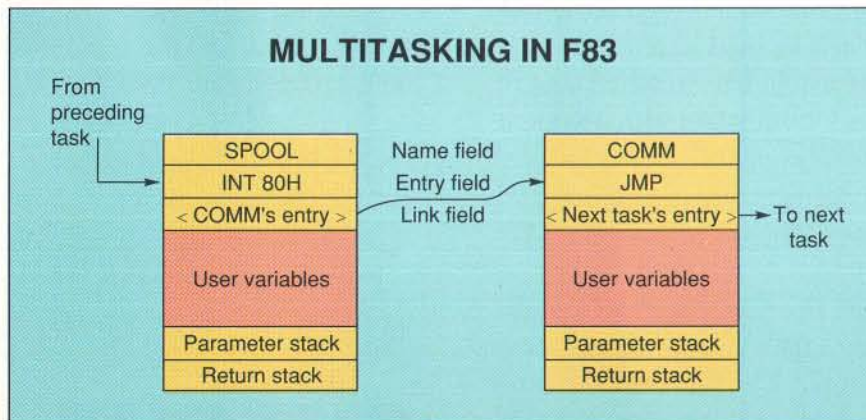 MULTITASKING IN F83
From
preceding
task
SPOOL
INT 80H
< COMM's entry >
User variables
Parameter stack
Return stack
Name field
Entry field
Link field
COMM
JMP
< Next task's entry >
User variables
Parameter stack
Return stack
To next
task